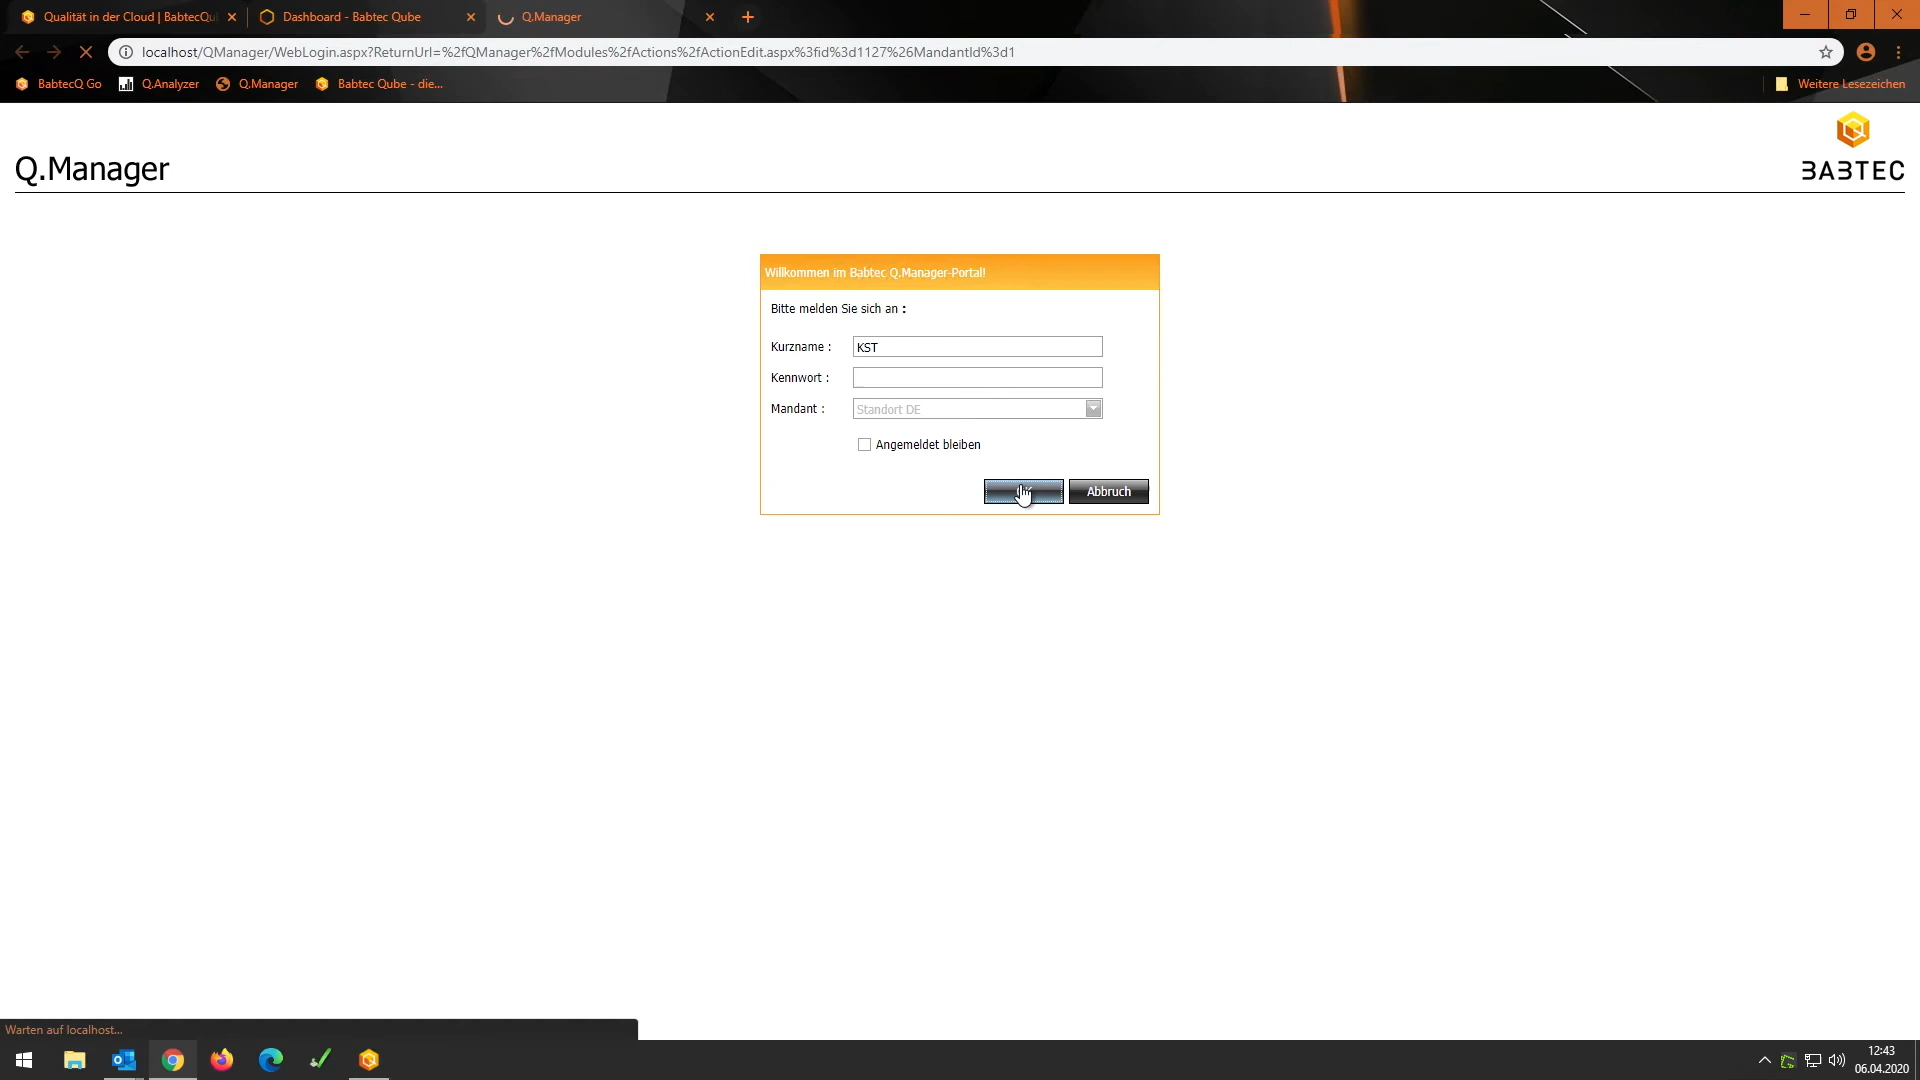 Qualität in der Cloud | BabtecQu
Dashboard - Babtec Qube
Q.Manager
localhost/QManager/WebLogin.aspx?ReturnUrl=%2fQManager%2fModules%2fActions%2fActionEdit.aspx%3fid%3d1127%26MandantId%3d1
BabtecQ Go
Q.Analyzer
Q.Manager
Babtec Qube - die...
Weitere Lesezeichen
Q.Manager
BABTEC
Willkommen im Babtec Q.Manager-Portal!
Bitte melden Sie sich an :
Kurzname :
KST
Kennwort :
Mandant :
Standort DE
Angemeldet bleiben
Abbruch
Warten auf localhost...
12:43
06.04.2020